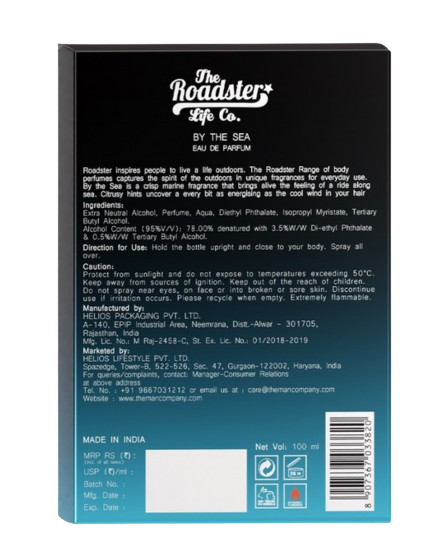 The
Roadster
Life Co.
BY THE SEA
EAU DE PARFUM
Roadster inspires people to live a life outdoors. The Roadster Range of body
perfumes captures the spirit of the outdoors in unique fragrances for everyday use.
By the Sea is a crisp marine fragrance that brings alive the feeling of a ride along
sea. Citrusy hints uncover a every bit as energising as the cool wind in your hair
Ingredients:
Extra Neutral Alcohol, Perfume, Aqua, Diethyl Phthalate, Isopropyl Myristate, Tertiary
Butyl Alcohol.
Alcohol Content (95%V/V): 78.00% denatured with 3.5%W/W Di-ethyl Phthalate
& 0.5%W/W Tertiary Butyl Alcohol.
Direction for Use: Hold the bottle upright and close to your body. Spray all
over.
Caution:
Protect from sunlight and do not expose to temperatures exceeding 50°C.
Keep away from sources of ignition. Keep out of the reach of children.
Do not spray near eyes, on face or into broken or sore skin. Discontinue
use if irritation occurs. Please recycle when empty. Extremely flammable.
Manufactured by:
HELIOS PACKAGING PVT. LTD.
A-140, EPIP Industrial Area, Neemrana, Distt.-Alwar - 301705,
Rajasthan, India
Mfg. Lic. No.: M Raj-2458-C, St. Ex. Lic. No.: 01/2018-2019
Marketed by:
HELIOS LIFESTYLE PVT. LTD.
Spazedge, Tower-B, 522-526, Sec. 47, Gurgaon-122002, Haryana, India
For queries/complaints, contact: Manager-Consumer Relations
at above address
Tel. No. : +91 9667031212 or email us at : care@themancompany.com
Website : www.themancompany.com
MADE IN INDIA
Net Vol: 100 ml
MRP RS (₹) :
USP (₹)/ml :
Batch No. :
Mfg. Date :
Exp. Date :
8 907367 033820